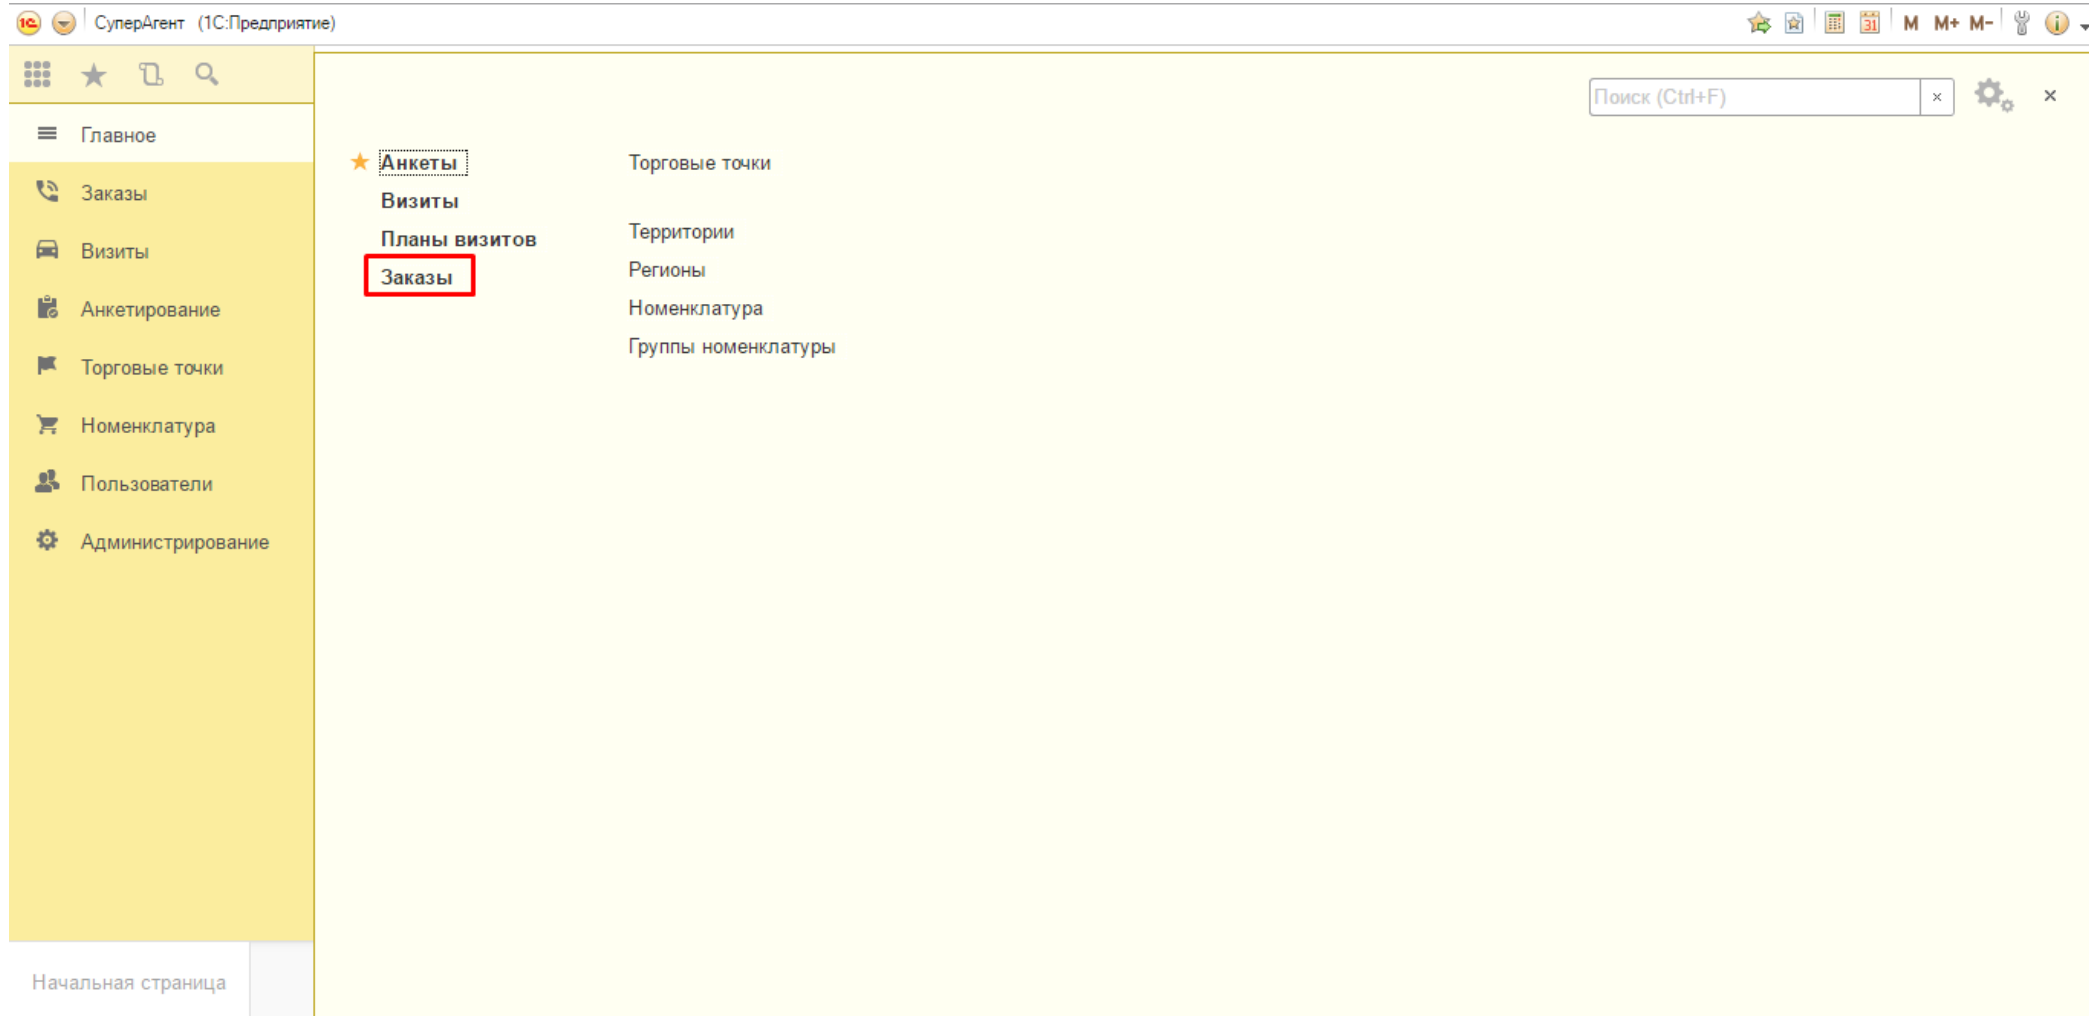 СуперАгент (1С:Предприятие)
31 M M+ M-
Поиск (Ctrl+F)
Главное
Заказы
Визиты
Анкетирование
Торговые точки
Номенклатура
Пользователи
Администрирование
Анкеты
Визиты
Планы визитов
Заказы
Торговые точки
Территории
Регионы
Номенклатура
Группы номенклатуры
Начальная страница